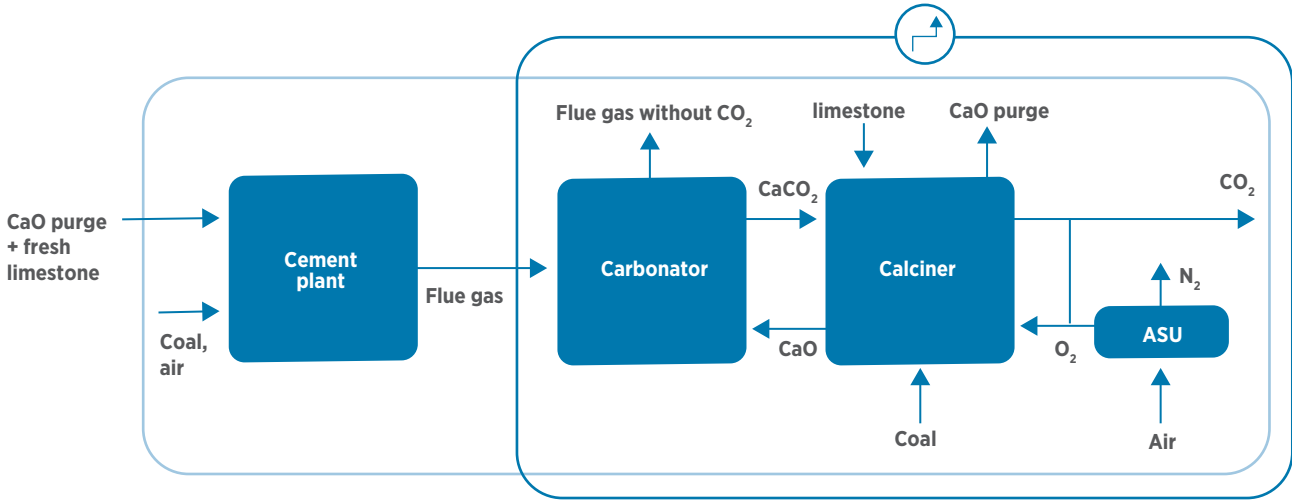 CaO purge
+ fresh
limestone
Coal,
air
Cement
plant
Flue gas
Flue gas without CO₂
Carbonator
CaCO₂
CaO
limestone
CaO purge
Calciner
Coal
CO₂
N₂
O₂
ASU
Air